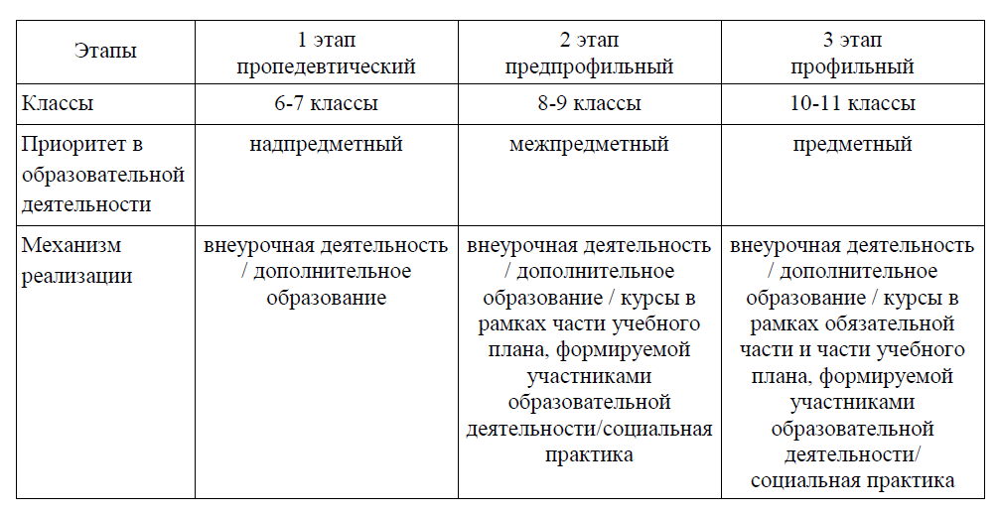 Этапы
1 этап
пропедевтический
2 этап
предпрофильный
3 этап
профильный
Классы
6-7 классы
8-9 классы
10-11 классы
Приоритет в
образовательной
деятельности
надпредметный
межпредметный
предметный
Механизм
реализации
внеурочная деятельность
/ дополнительное
образование
внеурочная деятельность
/ дополнительное
образование / курсы в
рамках части учебного
плана, формируемой
участниками
образовательной
деятельности/социальная
практика
внеурочная деятельность
/ дополнительное
образование / курсы в
рамках обязательной
части и части учебного
плана, формируемой
участниками
образовательной
деятельности/
социальная практика